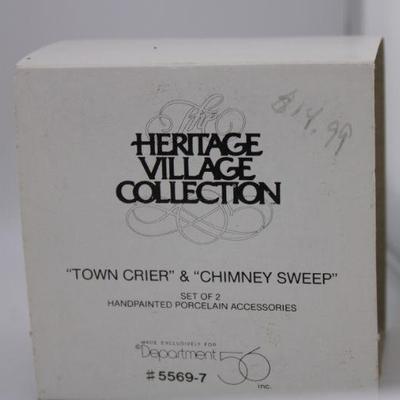 $14.99
The
HERITAGE
VILLAGE
COLLECTION
"TOWN CRIER" & "CHIMNEY SWEEP"
SET OF 2
HANDPAINTED PORCELAIN ACCESSORIES
MADE EXCLUSIVELY FOR
©Department 56 inc.
#5569-7